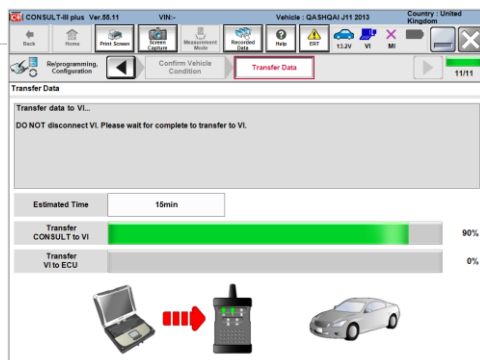 CONSULT-III plus Ver.56.11 VIN:- Vehicle : QASHQAI J11 2013 Country : United Kingdom
Back Home Print Screen Screen Capture Measurement Mode Recorded Data Help ERT 13.2V VI MI
Re/programming, Configuration Confirm Vehicle Condition Transfer Data 11/11
Transfer Data
Transfer data to VI...
DO NOT disconnect VI. Please wait for complete to transfer to VI.
Estimated Time 15min
Transfer CONSULT to VI 90%
Transfer VI to ECU 0%